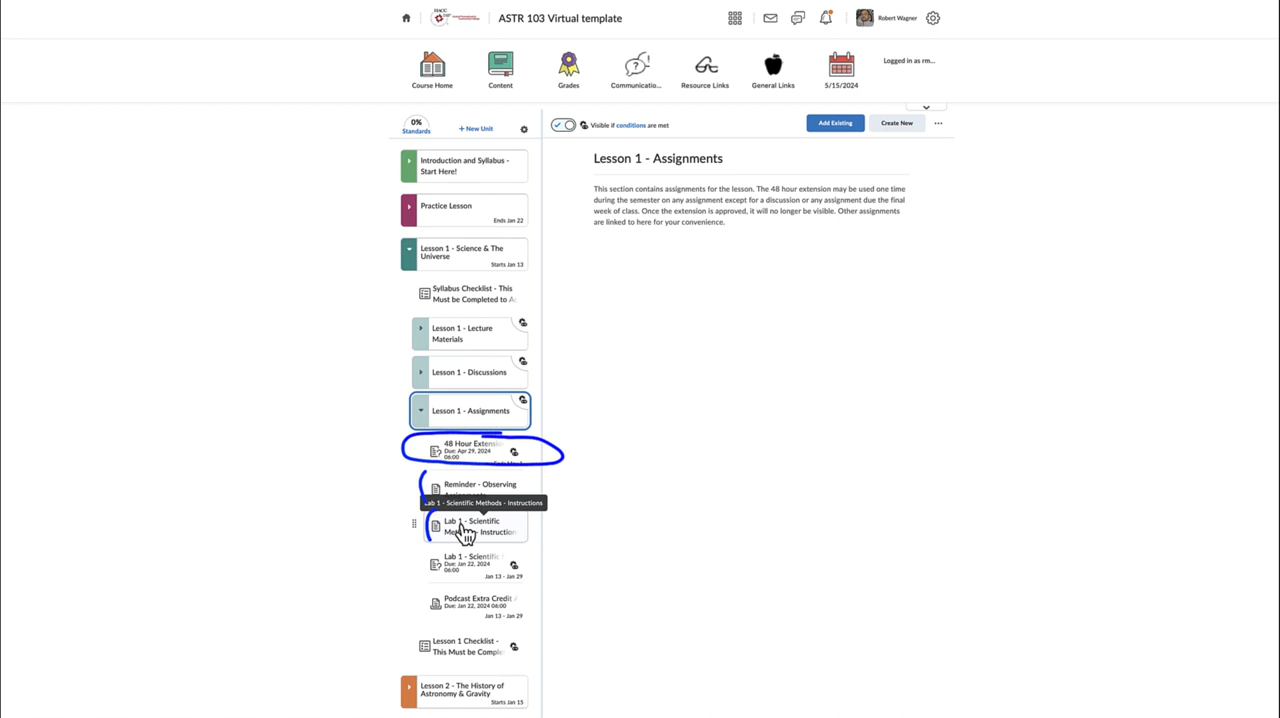 HACC
ASTR 103 Virtual template
Robert Wagner
Course Home
Content
Grades
Communicatio...
Resource Links
General Links
5/15/2024
Logged in as rm...
0%
Standards
+ New Unit
Visible if conditions are met
Add Existing
Create New
Introduction and Syllabus -
Start Here!
Practice Lesson
Ends Jan 22
Lesson 1 - Science & The
Universe
Starts Jan 13
Syllabus Checklist - This
Must be Completed to
Lesson 1 - Lecture
Materials
Lesson 1 - Discussions
Lesson 1 - Assignments
48 Hour Extensi
Due: Apr 29, 2024
06:00
Reminder - Observing
Lab 1 - Scientific Methods - Instructions
Lab 1 - Scientific
Instruction
Lab 1 - Scientific
Due: Jan 22, 2024
06:00
Jan 13 - Jan 29
Podcast Extra Credit
Due: Jan 22, 2024 06:00
Jan 13 - Jan 29
Lesson 1 Checklist -
This Must be Comple
Lesson 2 - The History of
Astronomy & Gravity
Starts Jan 15
Lesson 1 - Assignments
This section contains assignments for the lesson. The 48 hour extension may be used one time
during the semester on any assignment except for a discussion or any assignment due the final
week of class. Once the extension is approved, it will no longer be visible. Other assignments
are linked to here for your convenience.